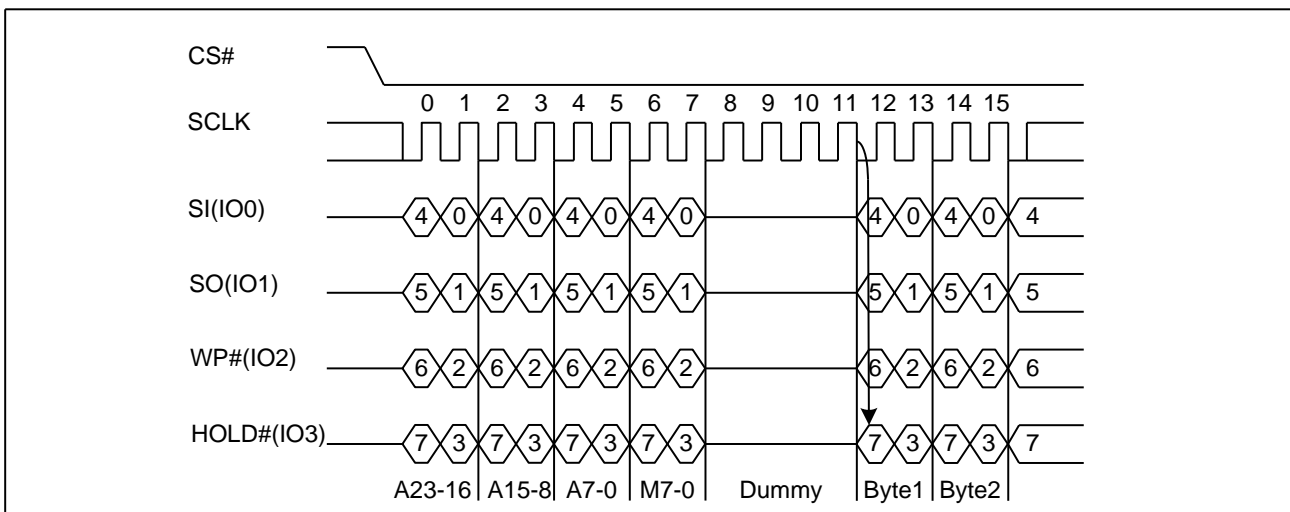 CS#
0 1 2 3 4 5 6 7 8 9 10 11 12 13 14 15
SCLK
SI(IO0) 4 0 4 0 4 0 4 0 4 0 4 0 4
SO(IO1) 5 1 5 1 5 1 5 1 5 1 5 1 5
WP#(IO2) 6 2 6 2 6 2 6 2 6 2 6 2 6
HOLD#(IO3) 7 3 7 3 7 3 7 3 7 3 7 3 7
A23-16 A15-8 A7-0 M7-0 Dummy Byte1 Byte2